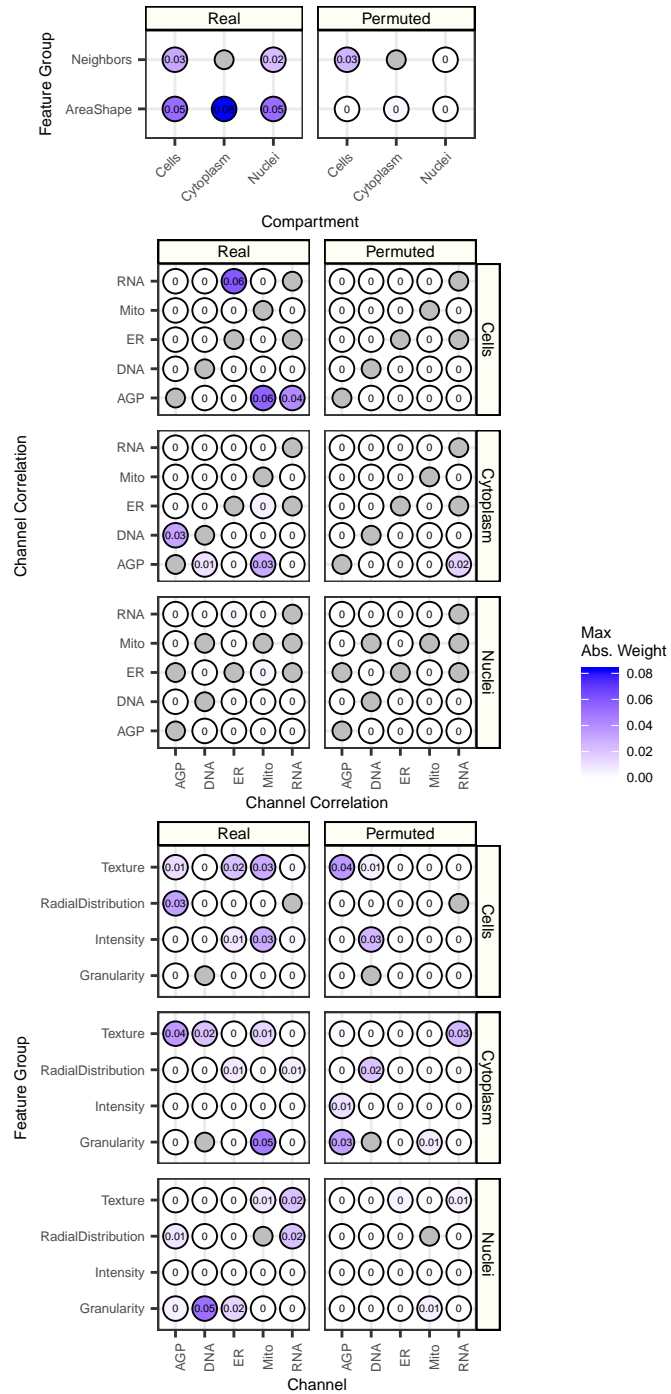 Real Permuted
Neighbors 0.03 0.02 0.03 0
AreaShape 0.05 0.08 0.05 0 0 0
Feature Group
Cells Cytoplasm Nuclei Cells Cytoplasm Nuclei
Compartment
Real Permuted
RNA 0 0 0.06 0 0 0 0 0
Mito 0 0 0 0 0 0 0 0
ER 0 0 0 0 0 0
DNA 0 0 0 0 0 0 0 0
AGP 0 0 0.06 0.04 0 0 0 0
Cells
RNA 0 0 0 0 0 0 0 0
Mito 0 0 0 0 0 0 0 0
ER 0 0 0 0 0 0
DNA 0.03 0 0 0 0 0 0 0
AGP 0.01 0 0.03 0 0 0 0 0.02
Cytoplasm
RNA 0 0 0 0 0 0 0 0
Mito 0 0 0 0
ER 0 0 0 0
DNA 0 0 0 0 0 0 0 0
AGP 0 0 0 0 0 0 0 0
Nuclei
Channel Correlation
AGP DNA ER Mito RNA AGP DNA ER Mito RNA
Channel Correlation
Max
Abs. Weight
0.08
0.06
0.04
0.02
0.00
Real Permuted
Texture 0.01 0 0.02 0.03 0 0.04 0.01 0 0 0
RadialDistribution 0.03 0 0 0 0 0 0 0
Intensity 0 0 0.01 0.03 0 0 0.03 0 0 0
Granularity 0 0 0 0 0 0 0 0
Cells
Texture 0.04 0.02 0 0.01 0 0 0 0 0 0.03
RadialDistribution 0 0 0.01 0 0.01 0 0.02 0 0 0
Intensity 0 0 0 0 0 0.01 0 0 0 0
Granularity 0 0 0.05 0 0.03 0 0.01 0
Cytoplasm
Texture 0 0 0 0.01 0.02 0 0 0 0 0.01
RadialDistribution 0.01 0 0 0.02 0 0 0 0
Intensity 0 0 0 0 0 0 0 0 0 0
Granularity 0 0.05 0.02 0 0 0 0 0 0.01 0
Nuclei
Feature Group
AGP DNA ER Mito RNA AGP DNA ER Mito RNA
Channel